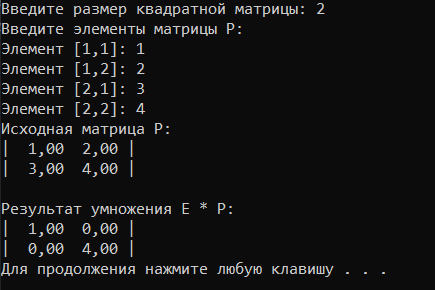 Введите размер квадратной матрицы: 2
Введите элементы матрицы P:
Элемент [1,1]: 1
Элемент [1,2]: 2
Элемент [2,1]: 3
Элемент [2,2]: 4
Исходная матрица P:
|  1,00  2,00 |
|  3,00  4,00 |

Результат умножения E * P:
|  1,00  0,00 |
|  0,00  4,00 |
Для продолжения нажмите любую клавишу . . .